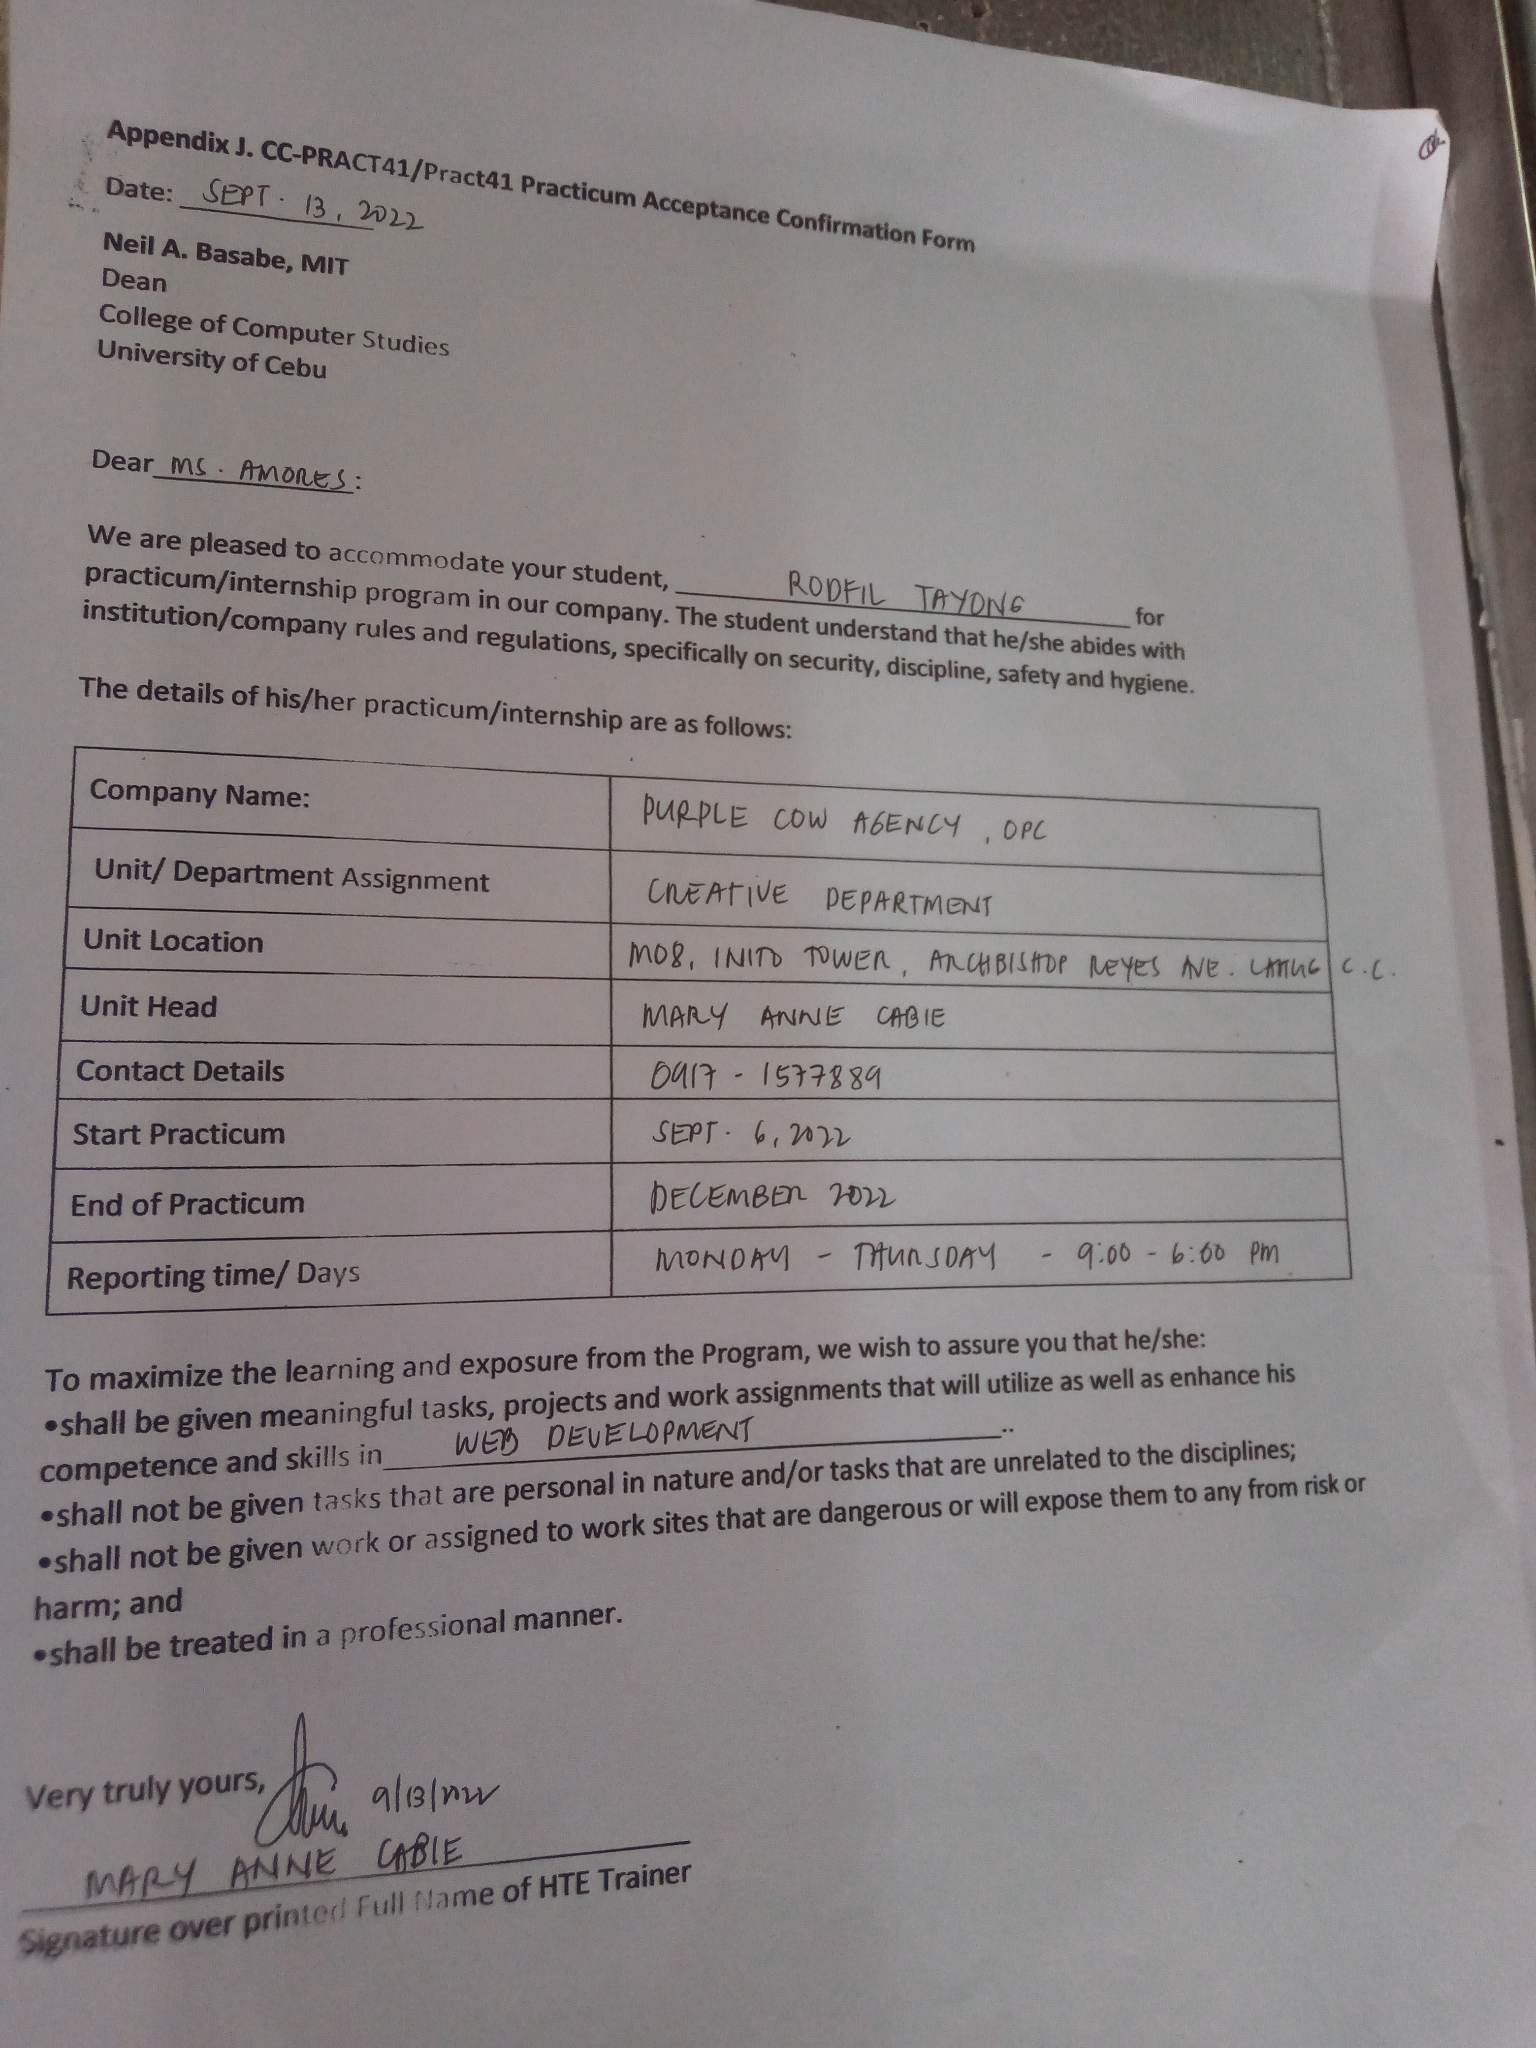 Appendix J. CC-PRACT41/Pract41 Practicum Acceptance Confirmation Form
Date: SEPT. 13, 2022
Neil A. Basabe, MIT
Dean
College of Computer Studies
University of Cebu
Dear MS. AMORES:
We are pleased to accommodate your student, RODFIL TAYONG for
practicum/internship program in our company. The student understand that he/she abides with
institution/company rules and regulations, specifically on security, discipline, safety and hygiene.
The details of his/her practicum/internship are as follows:
Company Name: PURPLE COW AGENCY, OPC
Unit/ Department Assignment CREATIVE DEPARTMENT
Unit Location M08, INITO TOWER, ARCHBISHOP REYES AVE. LAHUG C.C.
Unit Head MARY ANNE CABIE
Contact Details 0917-1577889
Start Practicum SEPT. 6, 2022
End of Practicum DECEMBER 2022
Reporting time/ Days MONDAY - THURSDAY - 9:00 - 6:00 PM
To maximize the learning and exposure from the Program, we wish to assure you that he/she:
•shall be given meaningful tasks, projects and work assignments that will utilize as well as enhance his
competence and skills in WEB DEVELOPMENT ..
•shall not be given tasks that are personal in nature and/or tasks that are unrelated to the disciplines;
•shall not be given work or assigned to work sites that are dangerous or will expose them to any from risk or
harm; and
•shall be treated in a professional manner.
Very truly yours, 9/13/2022
MARY ANNE CABIE
Signature over printed Full Name of HTE Trainer